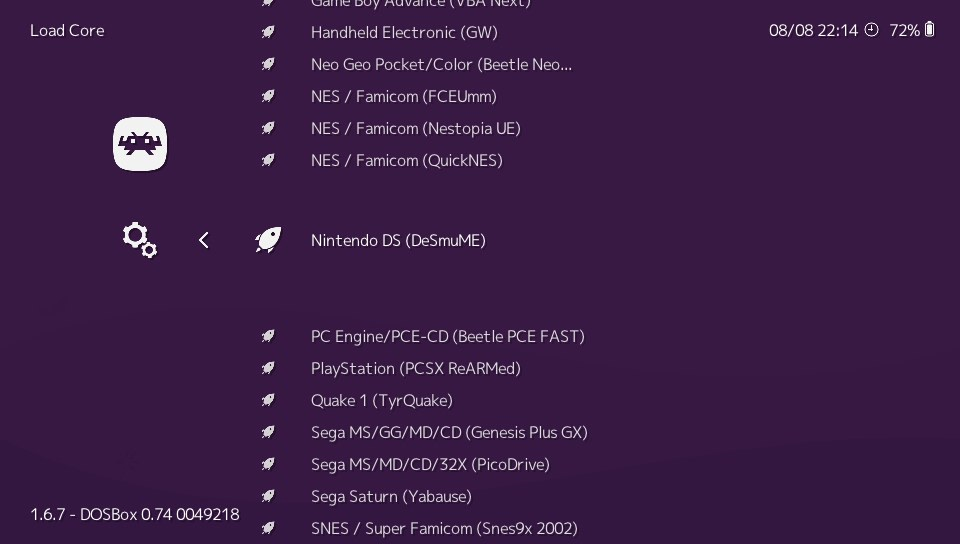 Game Boy Advance (VBA Next)
Load Core
08/08 22:14 72%
Handheld Electronic (GW)
Neo Geo Pocket/Color (Beetle Neo...
NES / Famicom (FCEUmm)
NES / Famicom (Nestopia UE)
NES / Famicom (QuickNES)
Nintendo DS (DeSmuME)
PC Engine/PCE-CD (Beetle PCE FAST)
PlayStation (PCSX ReARMed)
Quake 1 (TyrQuake)
Sega MS/GG/MD/CD (Genesis Plus GX)
Sega MS/MD/CD/32X (PicoDrive)
Sega Saturn (Yabause)
1.6.7 - DOSBox 0.74 0049218
SNES / Super Famicom (Snes9x 2002)